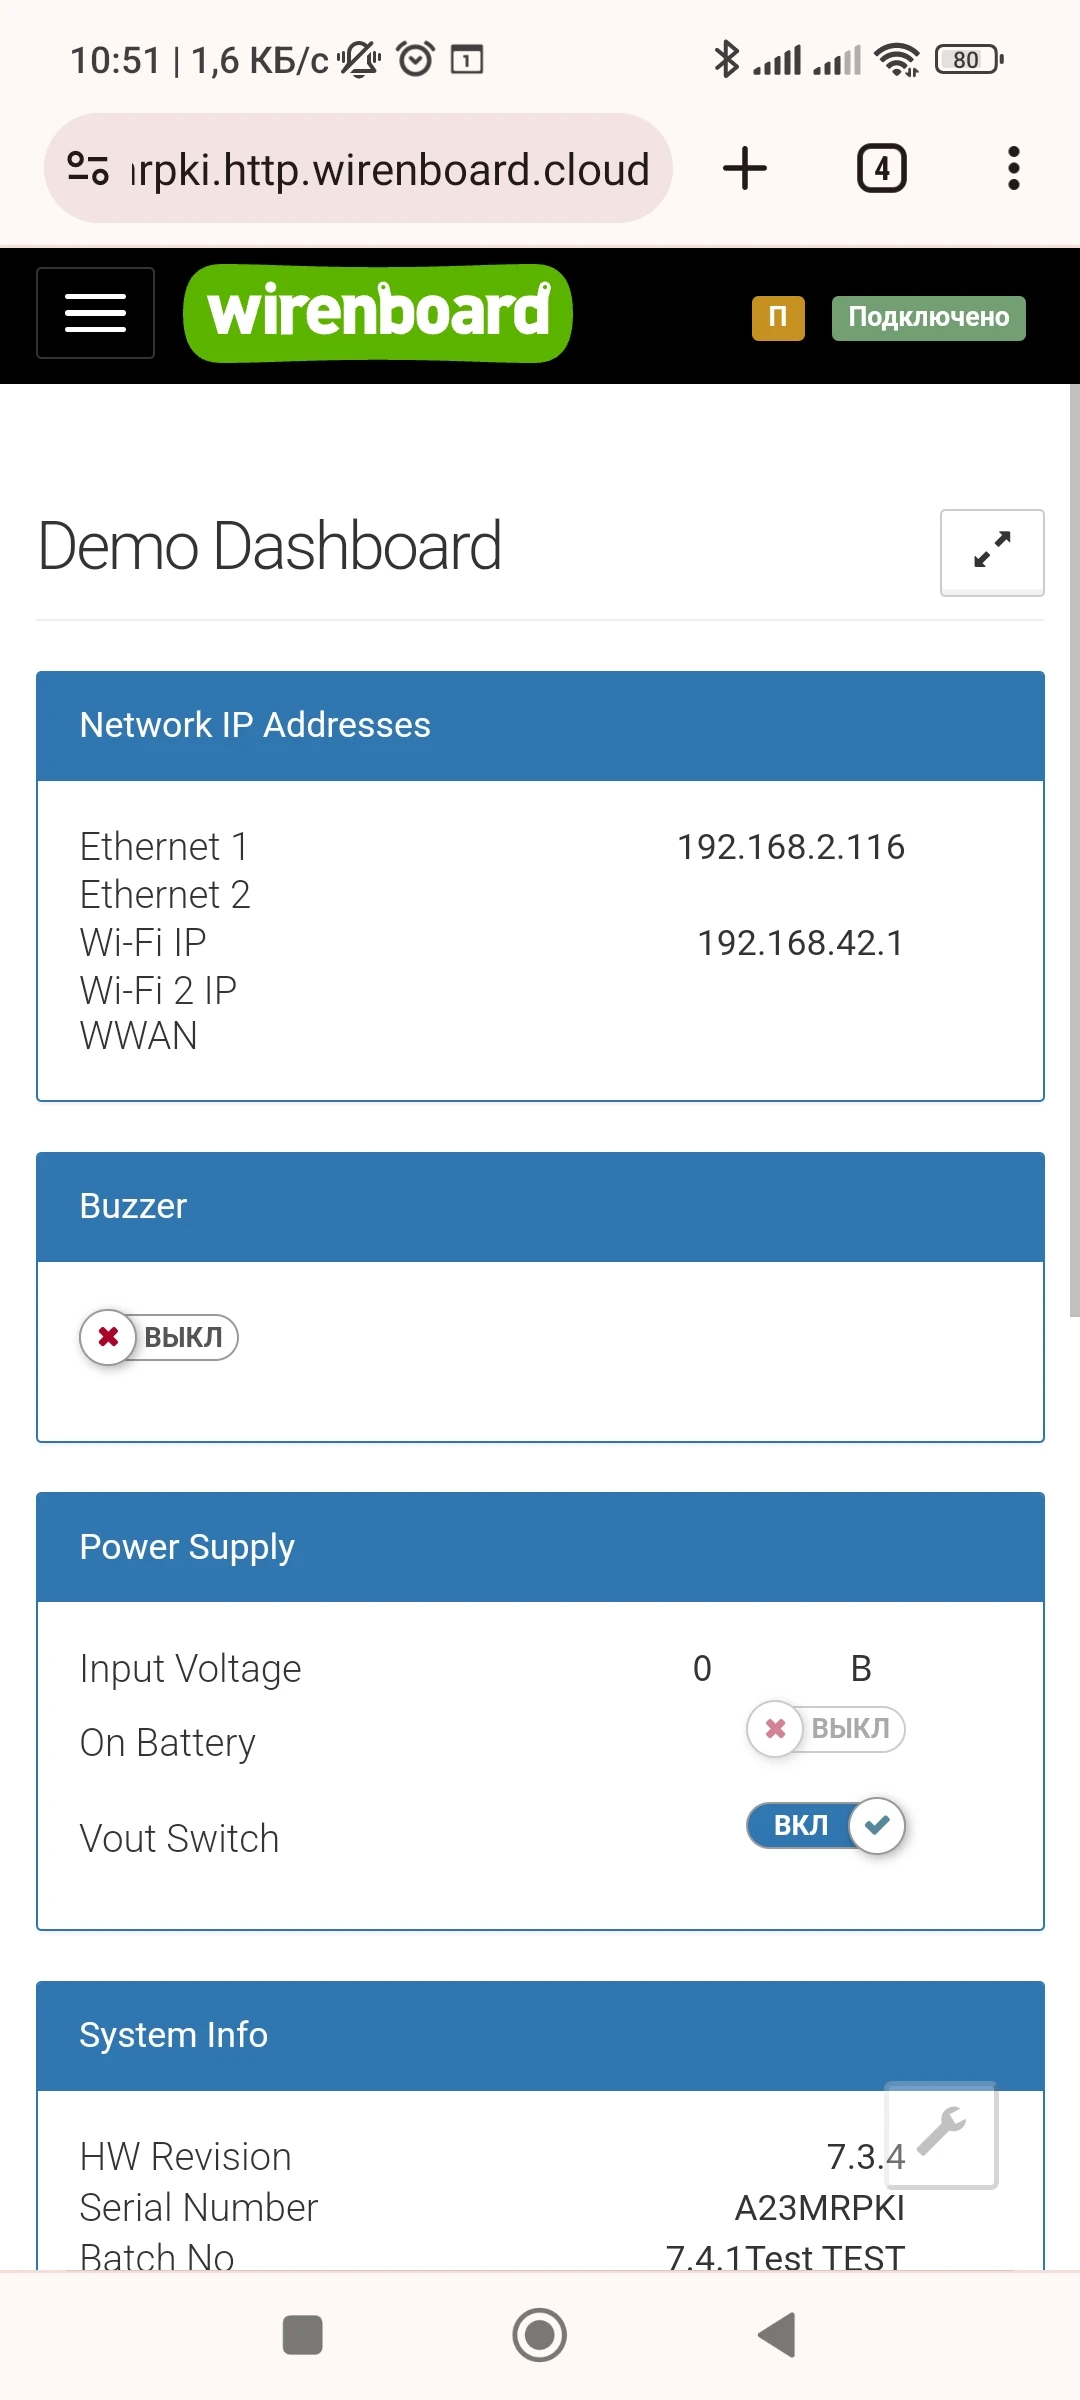 10:51 | 1,6 КБ/с 1 80
rpki.http.wirenboard.cloud 4
wirenboard П Подключено
Demo Dashboard
Network IP Addresses
Ethernet 1 192.168.2.116
Ethernet 2
Wi-Fi IP 192.168.42.1
Wi-Fi 2 IP
WWAN
Buzzer
ВЫКЛ
Power Supply
Input Voltage 0 В
On Battery ВЫКЛ
Vout Switch ВКЛ
System Info
HW Revision 7.3.4
Serial Number A23MRPKI
Batch No 7.4.1Test TEST